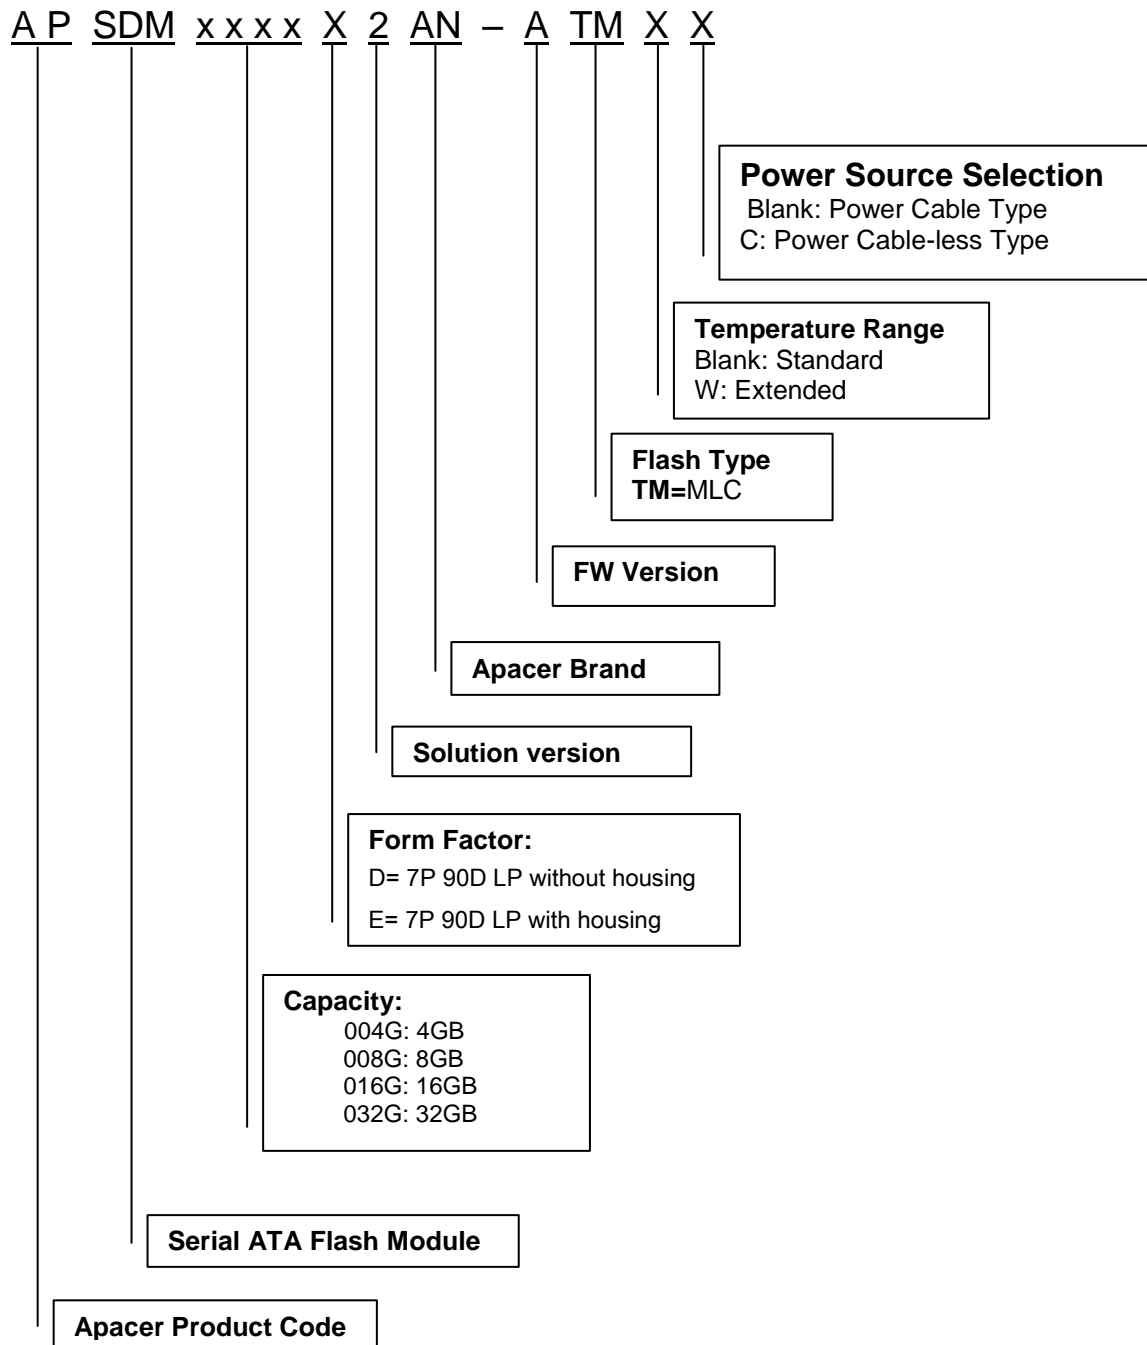 A P SDM x x x x X 2 AN – A TM X X
Power Source Selection
Blank: Power Cable Type
C: Power Cable-less Type
Temperature Range
Blank: Standard
W: Extended
Flash Type
TM=MLC
FW Version
Apacer Brand
Solution version
Form Factor:
D= 7P 90D LP without housing
E= 7P 90D LP with housing
Capacity:
004G: 4GB
008G: 8GB
016G: 16GB
032G: 32GB
Serial ATA Flash Module
Apacer Product Code